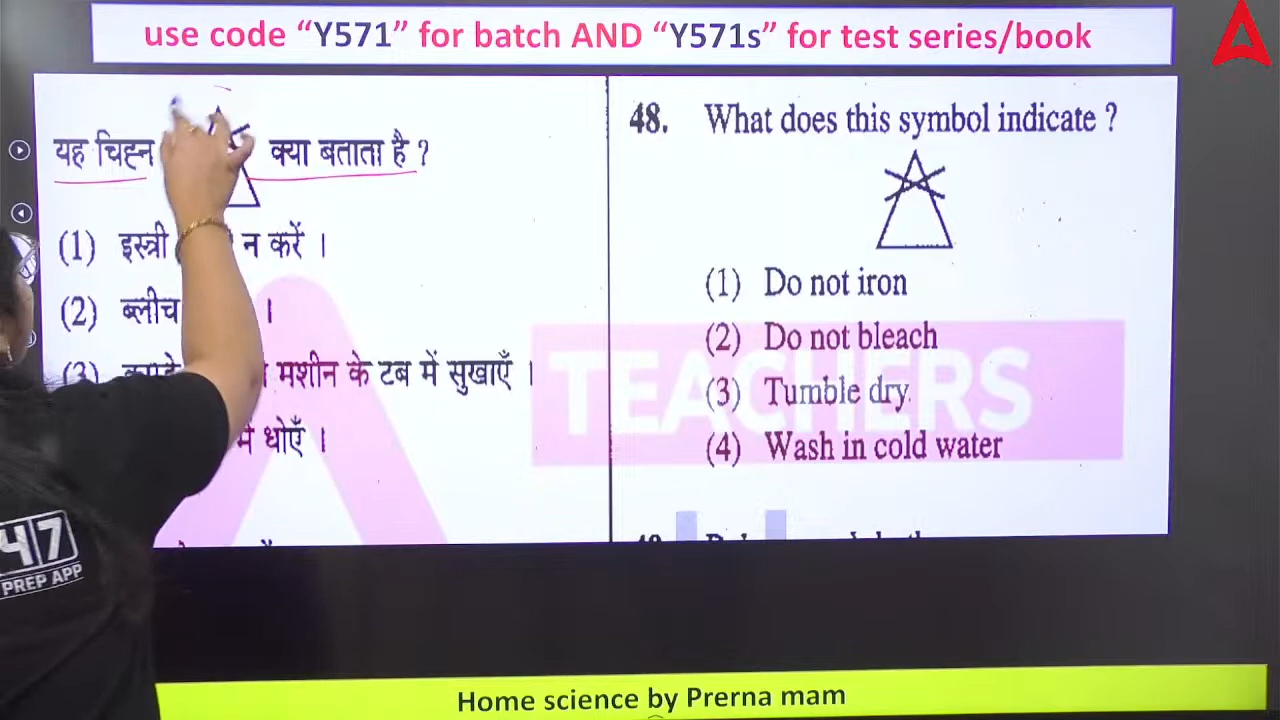 use code “Y571” for batch AND “Y571s” for test series/book
यह चिह्न क्या बताता है ?
(1) इस्त्री न करें ।
(2) ब्लीच ।
(3) मशीन के टब में सुखाएँ ।
में धोएँ ।
48. What does this symbol indicate ?
(1) Do not iron
(2) Do not bleach
(3) Tumble dry.
(4) Wash in cold water
TEACHERS
47
PREP APP
Home science by Prerna mam